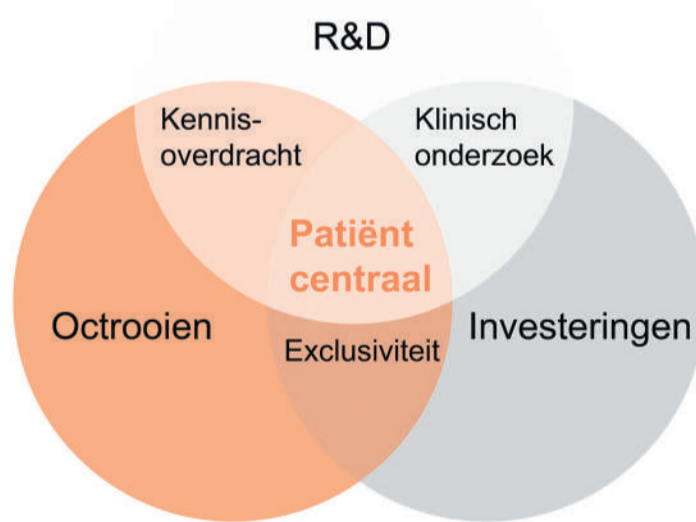 R&D
Kennis-
overdracht
Klinisch
onderzoek
Patiënt
centraal
Octrooien
Investeringen
Exclusiviteit